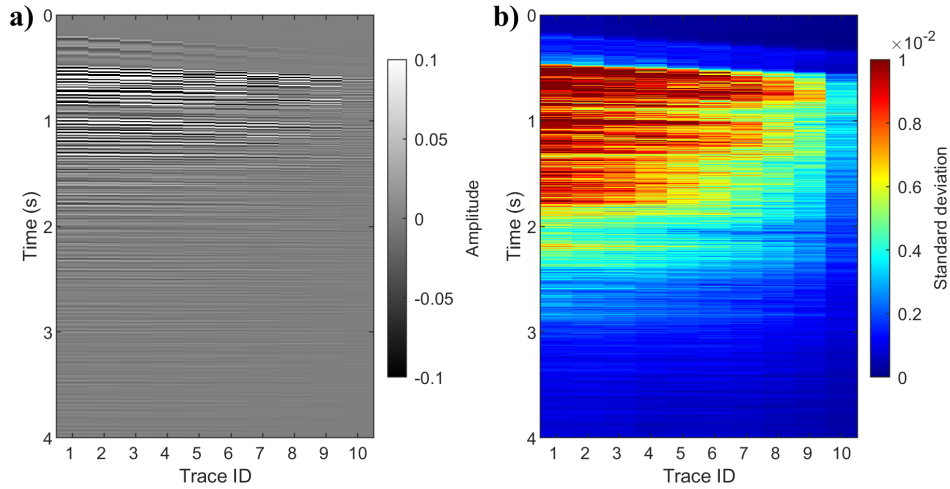 a)
0
1
2
3
4
Time (s)
1 2 3 4 5 6 7 8 9 10
Trace ID
0.1
0.05
0
-0.05
-0.1
Amplitude
b)
0
1
2
3
4
Time (s)
1 2 3 4 5 6 7 8 9 10
Trace ID
×10⁻²
1
0.8
0.6
0.4
0.2
0
Standard deviation